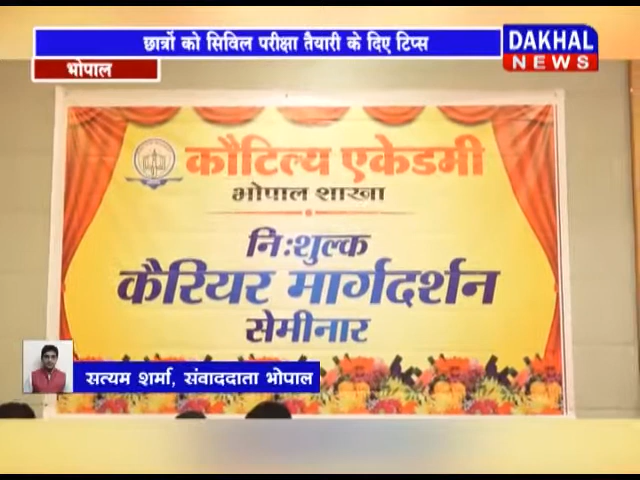 छात्रों को सिविल परीक्षा तैयारी के दिए टिप्स
DAKHAL
NEWS
भोपाल
कौटिल्य एकेडमी
भोपाल शाखा
नि:शुल्क
कैरियर मार्गदर्शन
सेमीनार
सत्यम शर्मा, संवाददाता भोपाल